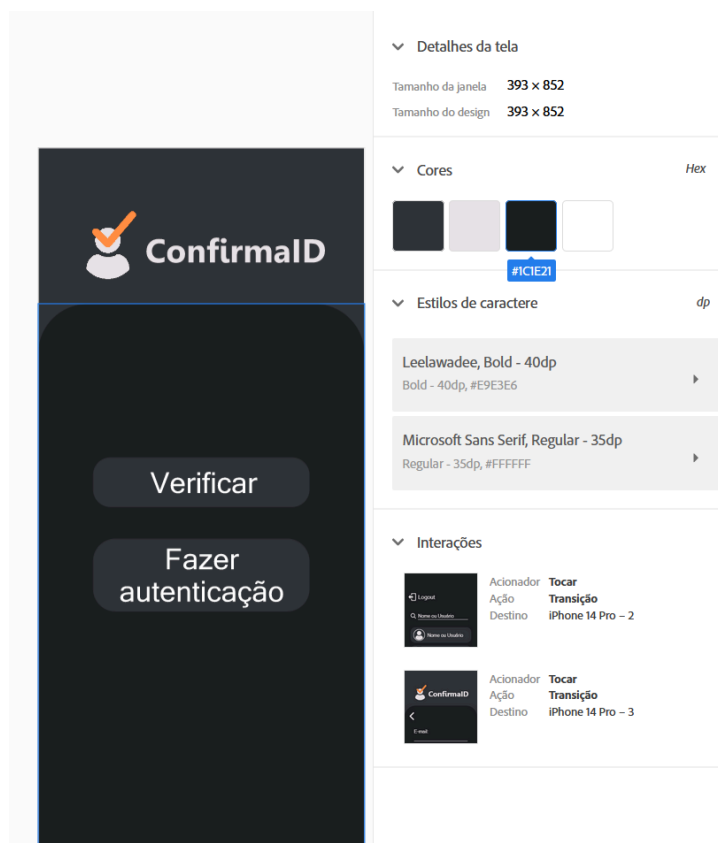 ConfirmaID
Verificar
Fazer
autenticação
Detalhes da tela
Tamanho da janela 393 × 852
Tamanho do design 393 × 852
Cores Hex
#1C1E21
Estilos de caractere dp
Leelawadee, Bold - 40dp
Bold - 40dp, #E9E3E6
Microsoft Sans Serif, Regular - 35dp
Regular - 35dp, #FFFFFF
Interações
Logout
Nome ou Usuário
Nome ou Usuário
Acionador Tocar
Ação Transição
Destino iPhone 14 Pro – 2
ConfirmaID
E-mail
Acionador Tocar
Ação Transição
Destino iPhone 14 Pro – 3